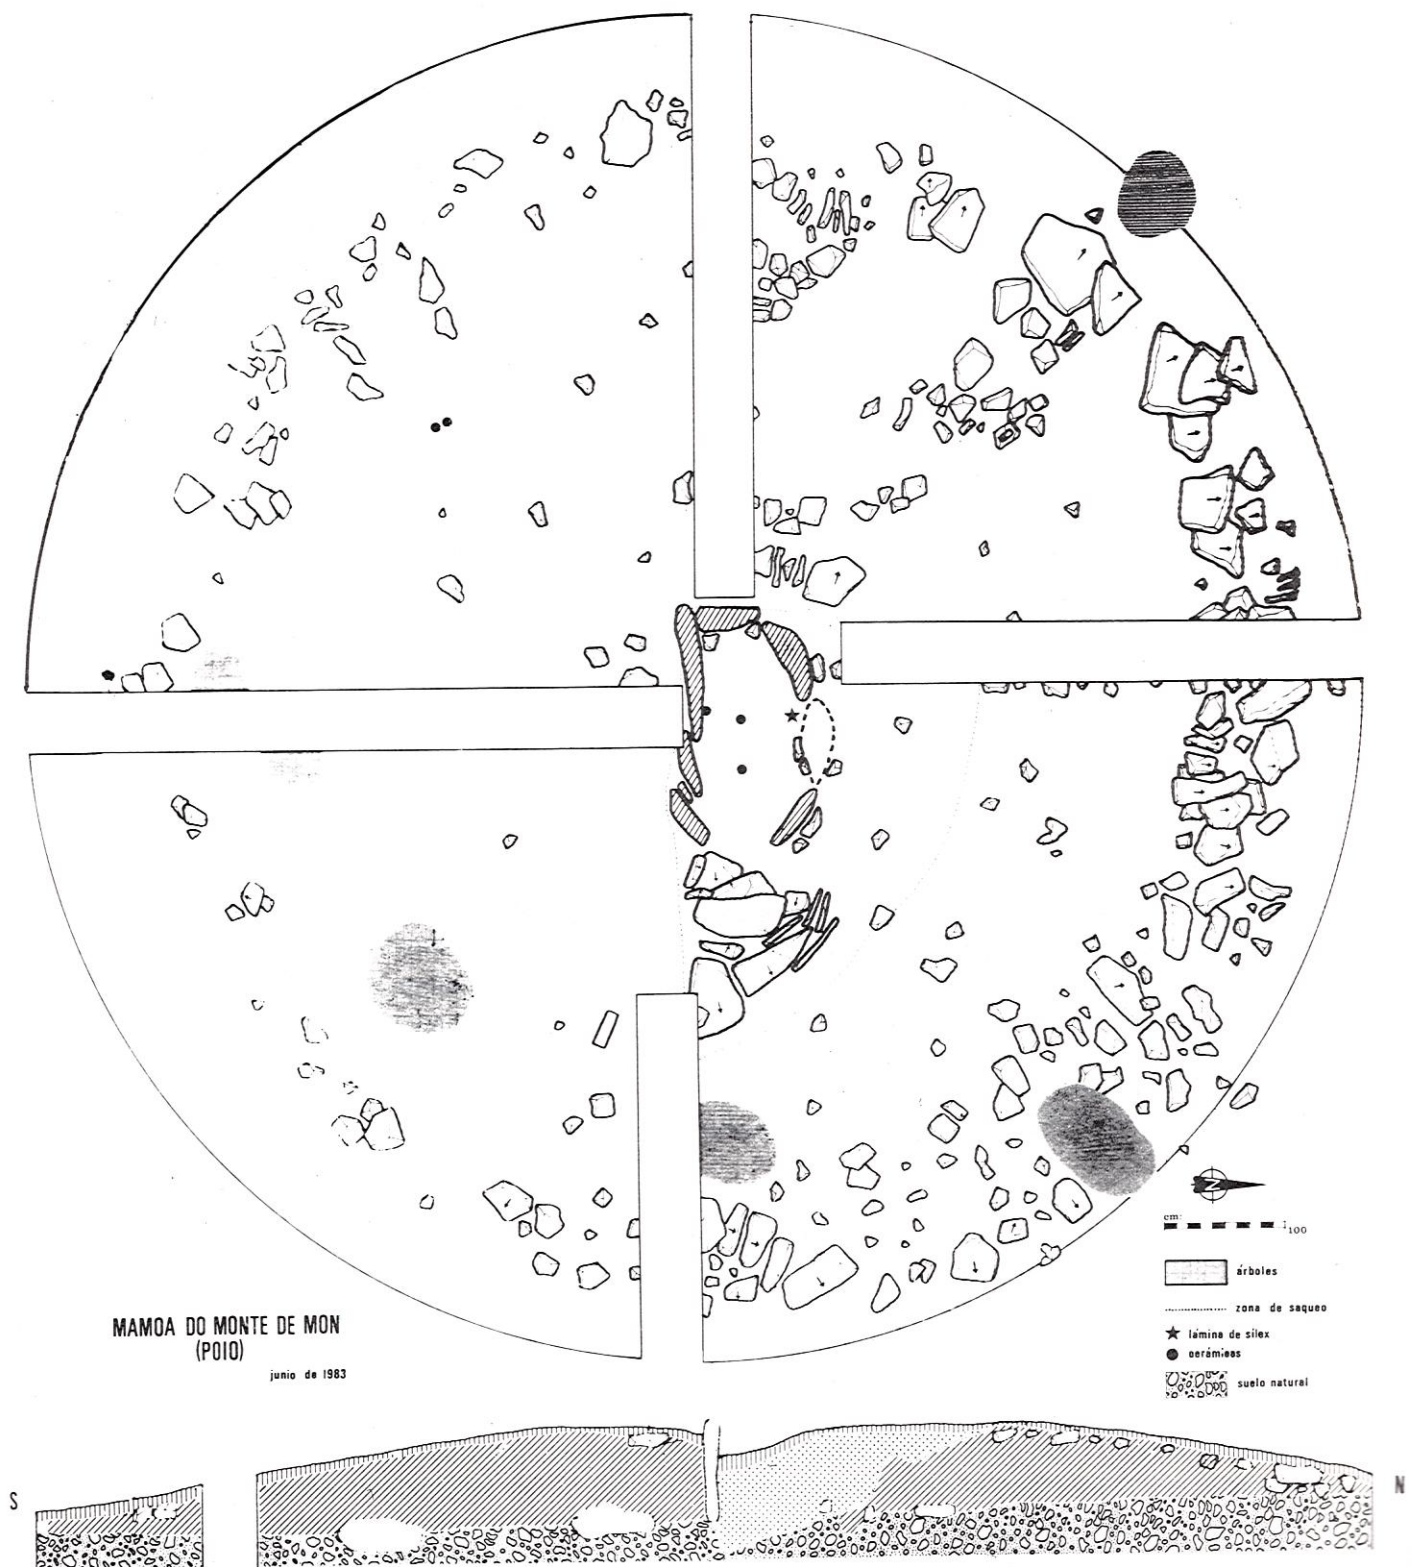 N
cm:
100
árboles
zona de saqueo
lámina de sílex
cerámicas
suelo natural
MAMOA DO MONTE DE MON
(POIO)
junio de 1983
S
N